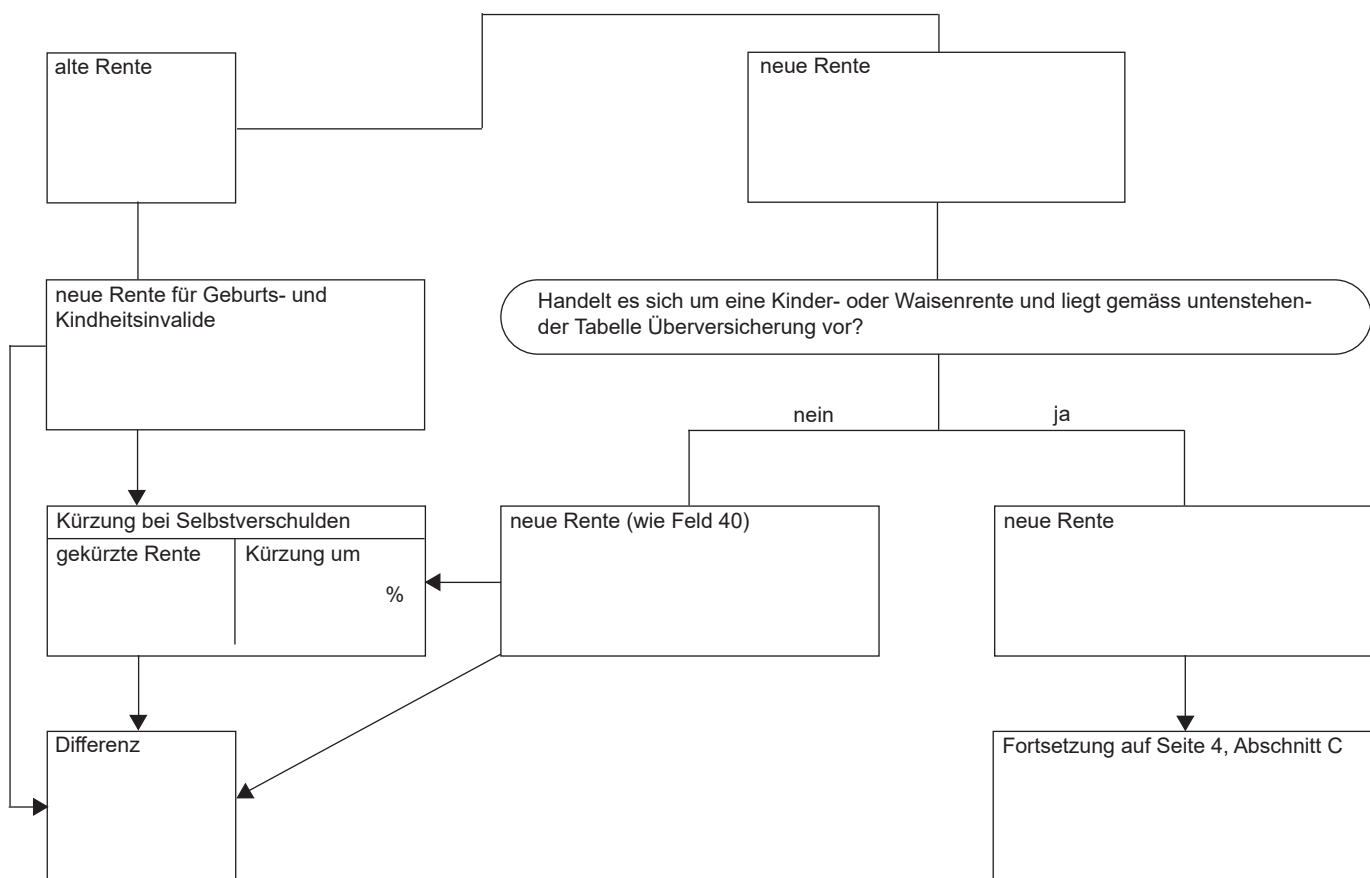 alte Rente
neue Rente
neue Rente für Geburts- und
Kindheitsinvalide
Handelt es sich um eine Kinder- oder Waisenrente und liegt gemäss untenstehen-
der Tabelle Überversicherung vor?
nein
ja
Kürzung bei Selbstverschulden
gekürzte Rente
Kürzung um
%
neue Rente (wie Feld 40)
neue Rente
Differenz
Fortsetzung auf Seite 4, Abschnitt C